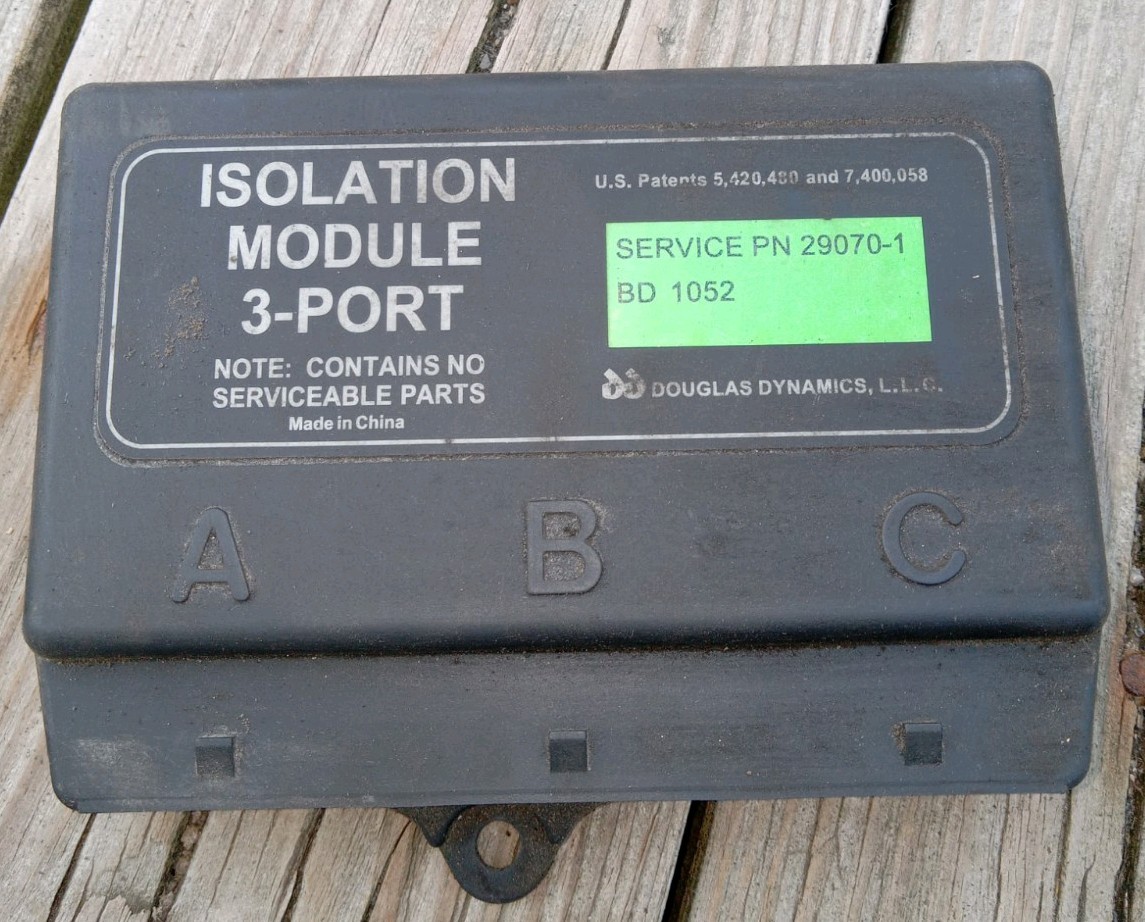 ISOLATION
MODULE
3-PORT
NOTE: CONTAINS NO
SERVICEABLE PARTS
Made in China
U.S. Patents 5,420,480 and 7,400,058
SERVICE PN 29070-1
BD 1052
DOUGLAS DYNAMICS, L.L.C.
A B C